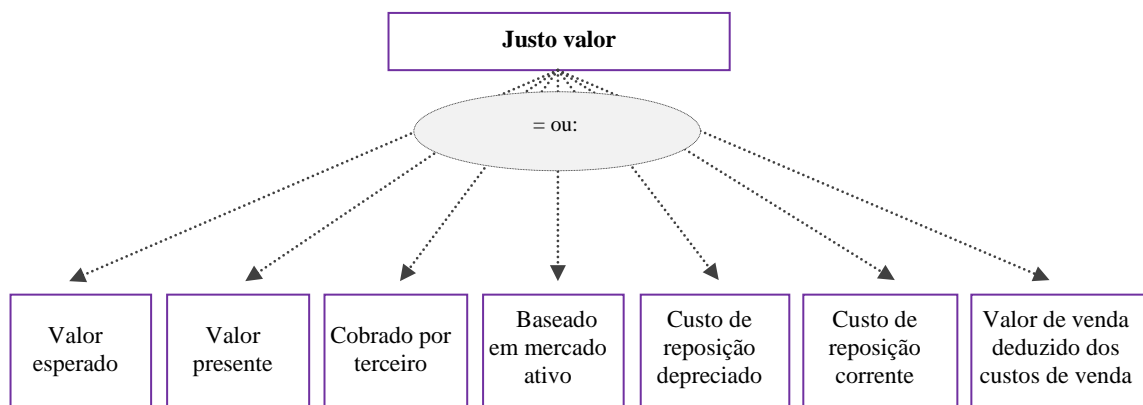 Justo valor
= ou:
Valor
esperado
Valor
presente
Cobrado por
terceiro
Baseado
em mercado
ativo
Custo de
reposição
depreciado
Custo de
reposição
corrente
Valor de venda
deduzido dos
custos de venda